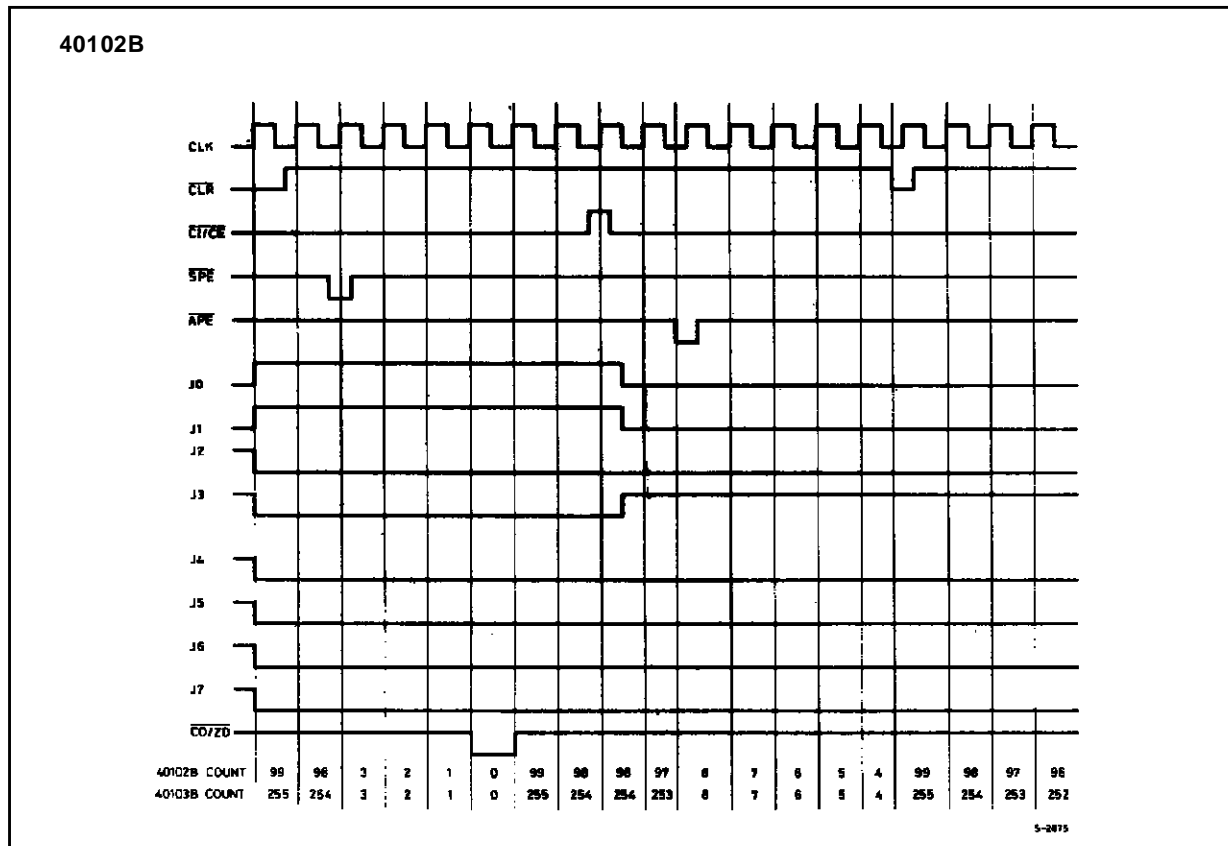 40102B
CLK
CLR
CI/CE
SPE
APE
J0
J1
J2
J3
J4
J5
J6
J7
CO/ZD
40102B COUNT 99 98 3 2 1 0 99 98 98 97 8 7 6 5 4 99 98 97 96
40103B COUNT 255 254 3 2 1 0 255 254 254 253 8 7 6 5 4 255 254 253 252
S-2875